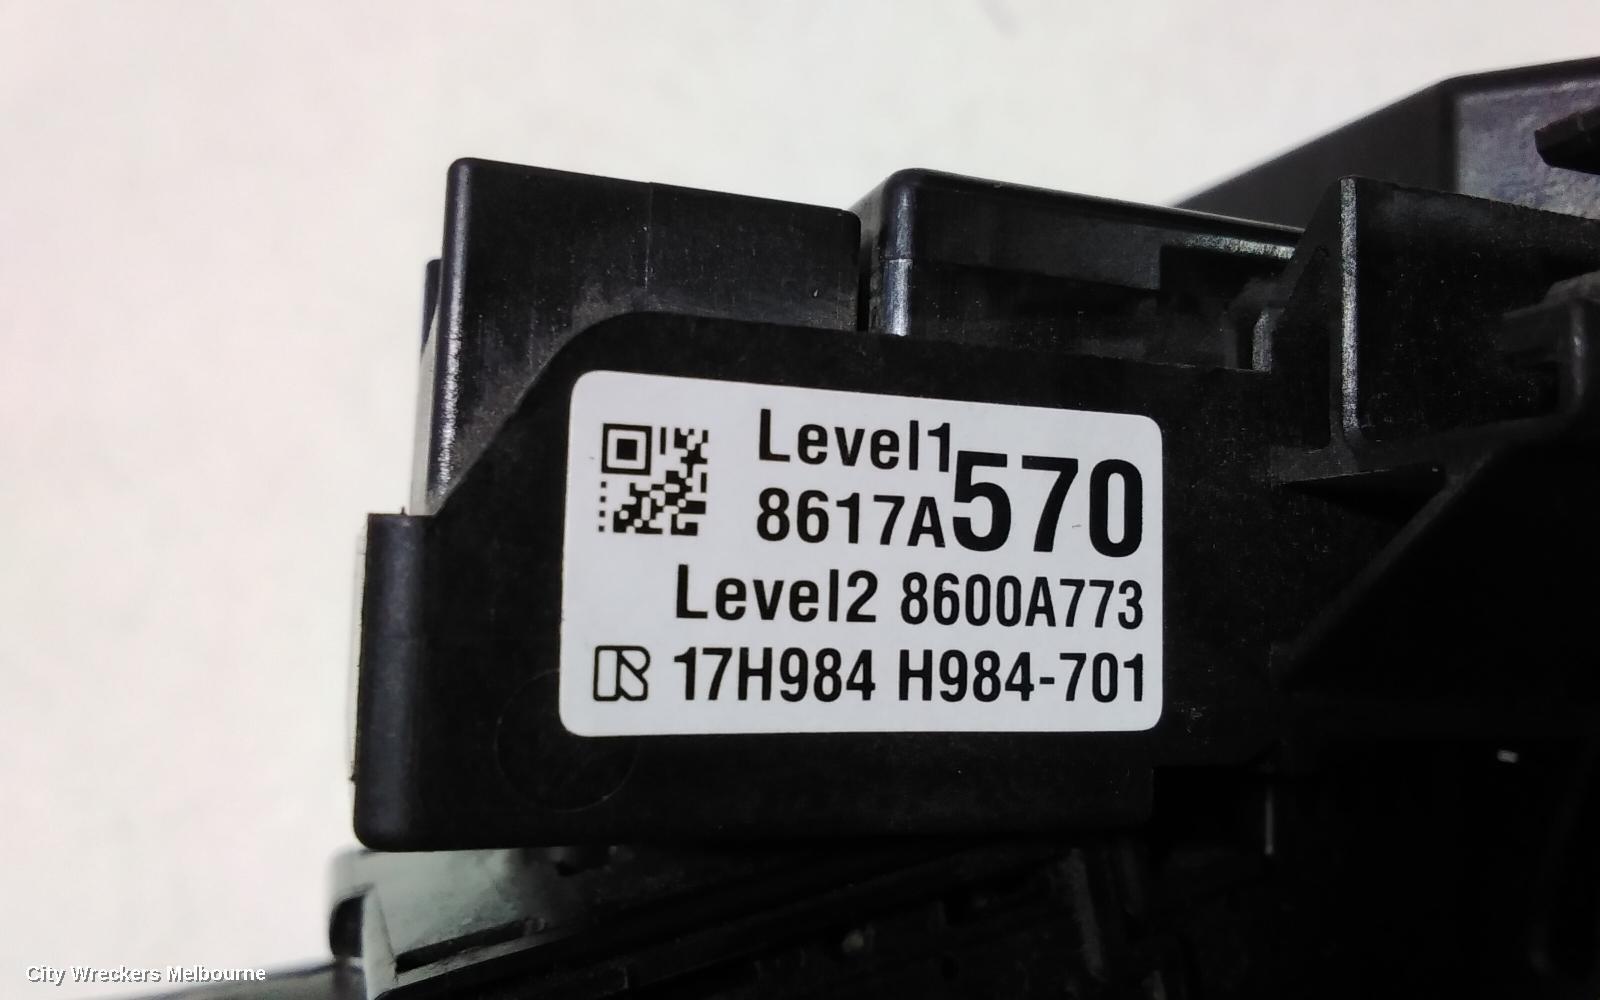 Level1
8617A570
Level2 8600A773
R 17H984 H984-701
City Wreckers Melbourne